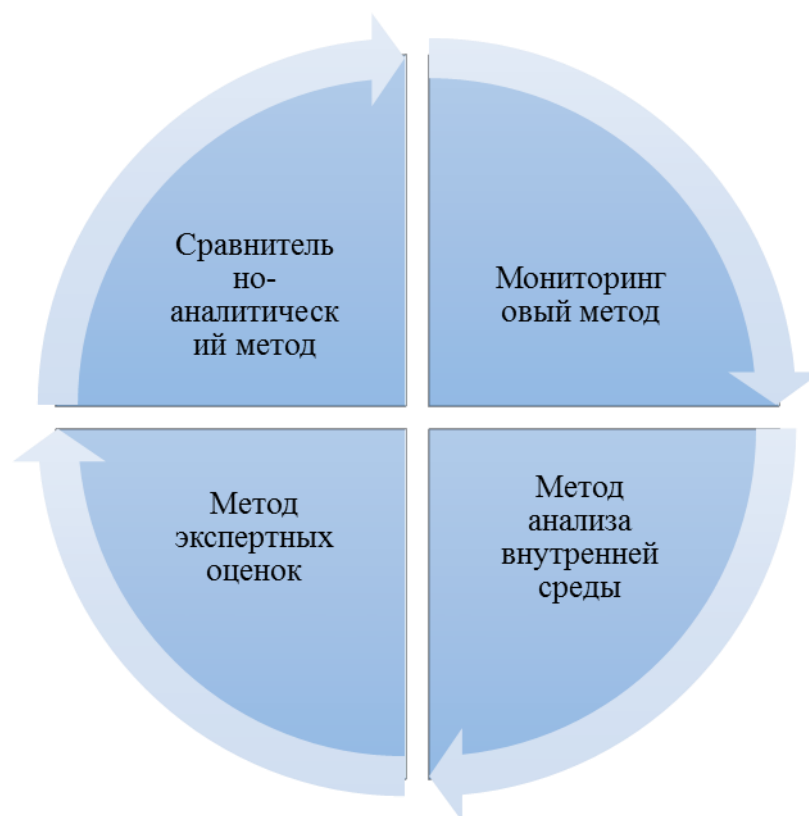 Сравнитель
но-
аналитическ
ий метод
Мониторинг
овый метод
Метод
экспертных
оценок
Метод
анализа
внутренней
среды